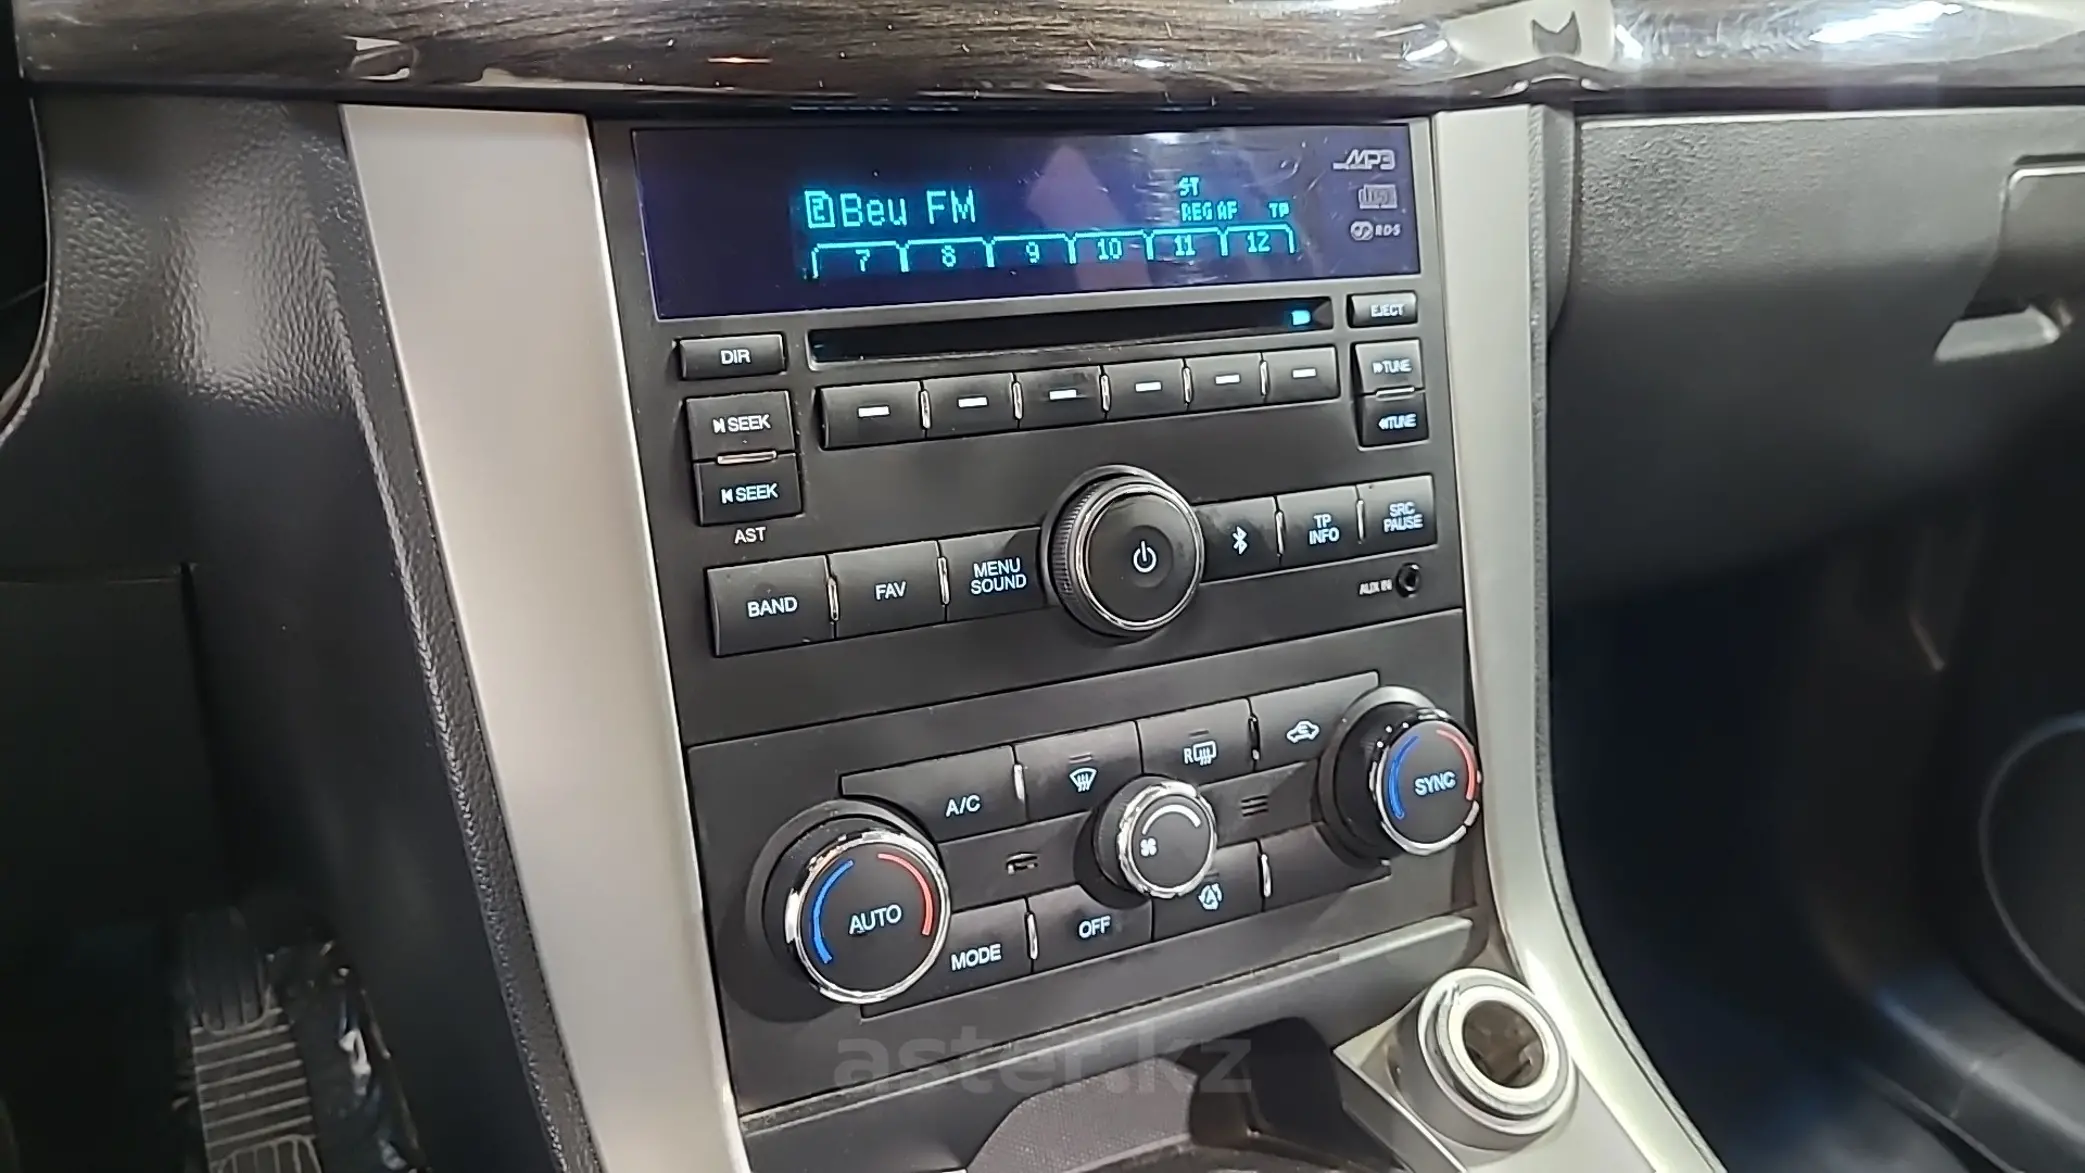 MP3
ST
2 Beu FM
REG AF TP
RDS
7 8 9 10 11 12
EJECT
DIR
TUNE
SEEK
TUNE
SEEK
AST
BAND
FAV
MENU
SOUND
TP
INFO
SRC
PAUSE
AUX IN
A/C
R
SYNC
AUTO
MODE
OFF
aster.kz